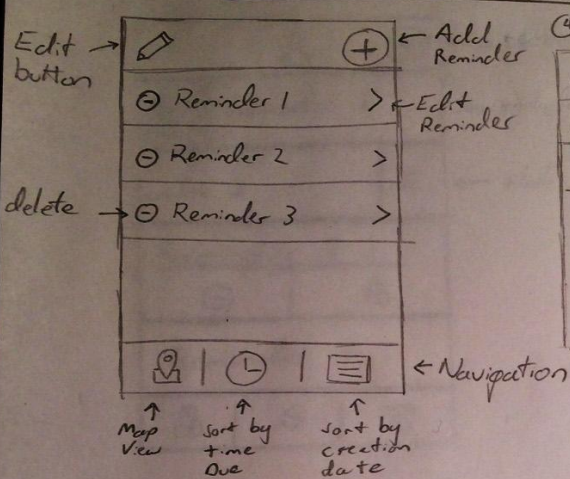 Edit
button
Add
Reminder
Reminder 1
Edit
Reminder
Reminder 2
delete
Reminder 3
Navigation
Map
View
Sort by
time
Due
Sort by
creation
date